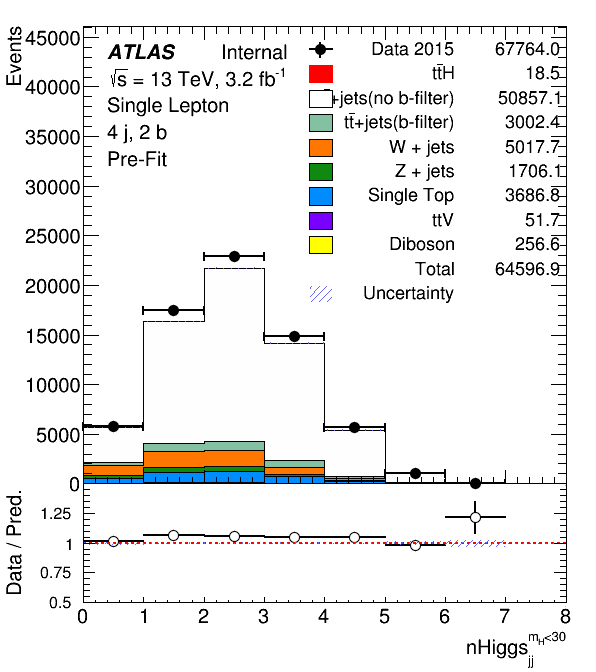 Events
45000
40000
35000
30000
25000
20000
15000
10000
5000
0
ATLAS Internal
√s = 13 TeV, 3.2 fb⁻¹
Single Lepton
4 j, 2 b
Pre-Fit
Data 2015 67764.0
tt̄H 18.5
+jets(no b-filter) 50857.1
tt̄+jets(b-filter) 3002.4
W + jets 5017.7
Z + jets 1706.1
Single Top 3686.8
ttV 51.7
Diboson 256.6
Total 64596.9
Uncertainty
Data / Pred.
1.25
1
0.75
0.5
0 1 2 3 4 5 6 7 8
nHiggs_jj^{m_H<30}